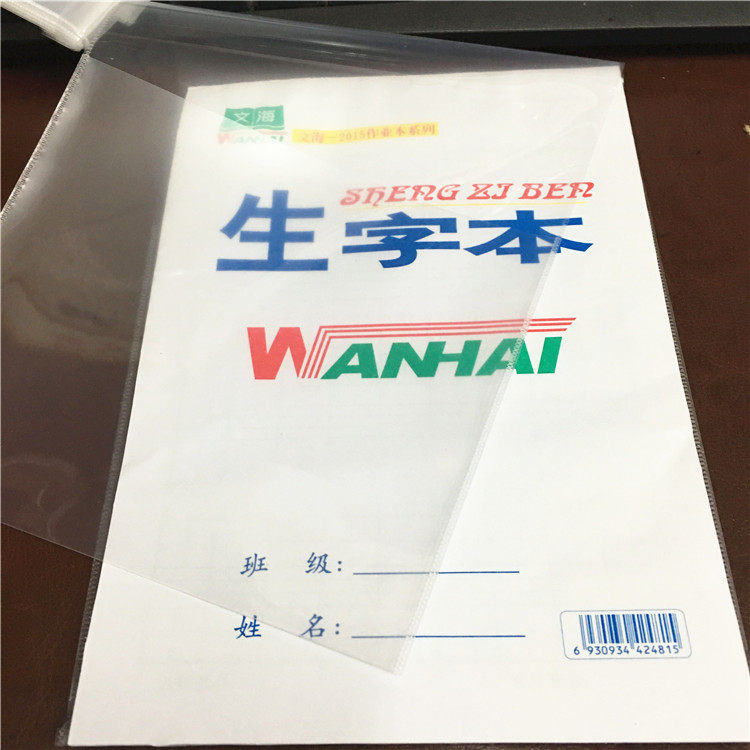 文海
WANHAI
文海-2015作业本系列
SHENG ZI BEN
生字本
WANHAI
班 级:
姓 名:
6 930934 424815